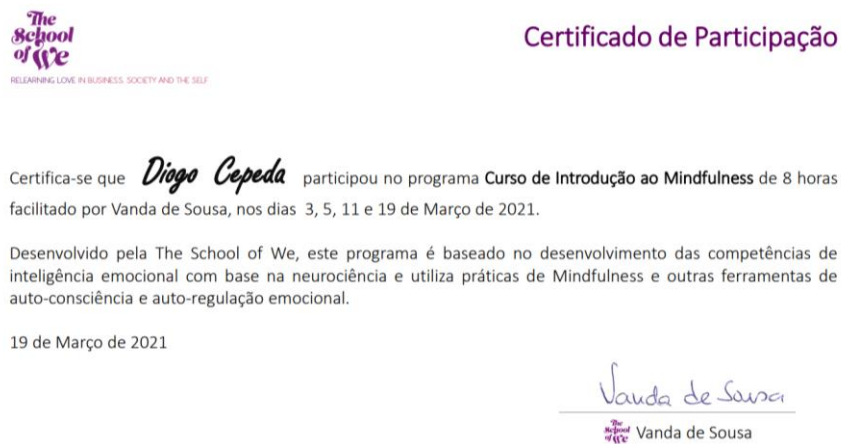 The
School
of We
RELEARNING LOVE IN BUSINESS, SOCIETY AND THE SELF
Certificado de Participação
Certifica-se que Diogo Cepeda participou no programa Curso de Introdução ao Mindfulness de 8 horas
facilitado por Vanda de Sousa, nos dias 3, 5, 11 e 19 de Março de 2021.
Desenvolvido pela The School of We, este programa é baseado no desenvolvimento das competências de
inteligência emocional com base na neurociência e utiliza práticas de Mindfulness e outras ferramentas de
auto-consciência e auto-regulação emocional.
19 de Março de 2021
Vanda de Sousa
The
School
of We
Vanda de Sousa